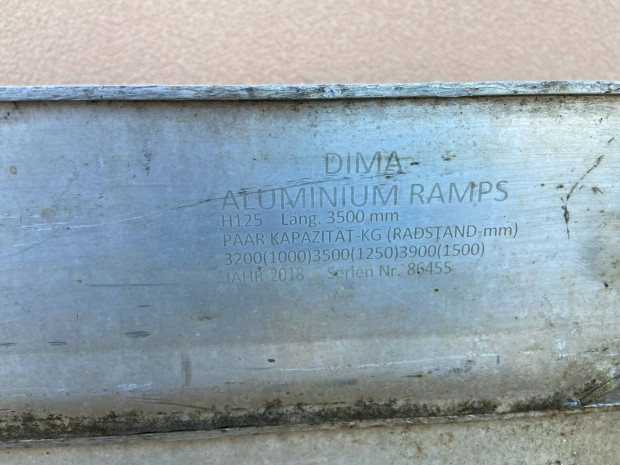 DIMA
ALUMINIUM RAMPS
H125 Läng. 3500 mm
PAAR KAPAZITÄT-KG (RADSTAND-mm)
3200(1000)3500(1250)3900(1500)
JAHR 2018 Serien Nr. 86455